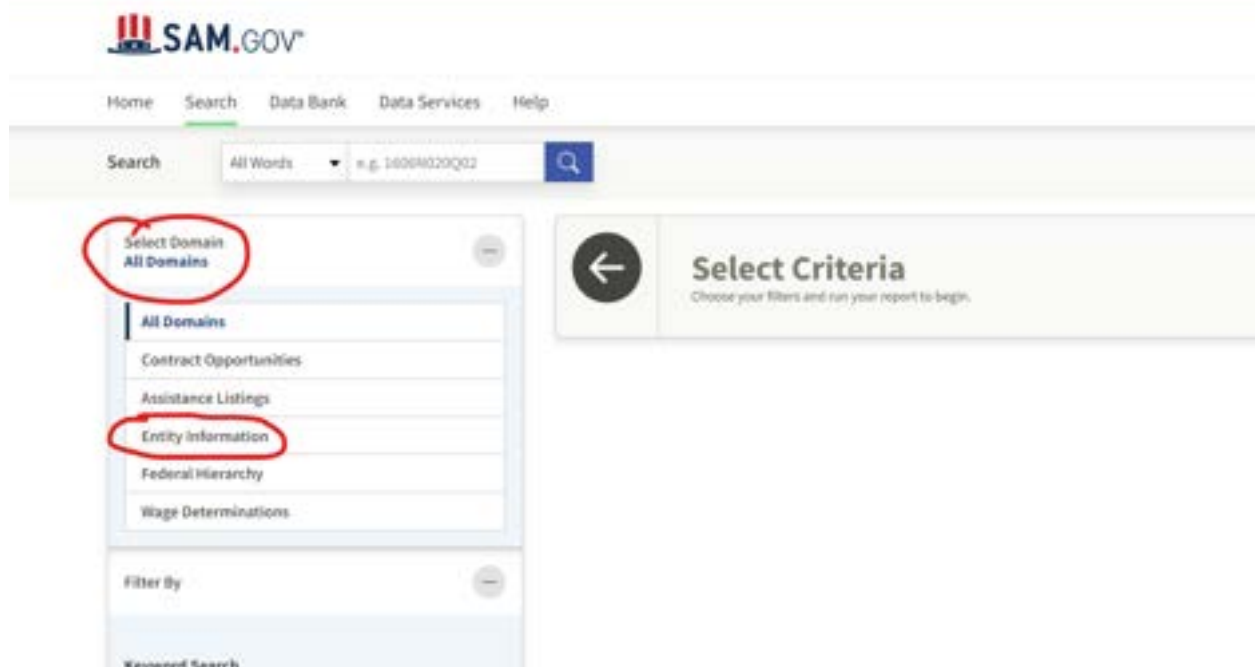 SAM.GOV
Home Search Data Bank Data Services Help
Search All Words e.g. 1606N020Q02
Select Domain
All Domains
All Domains
Contract Opportunities
Assistance Listings
Entity Information
Federal Hierarchy
Wage Determinations
Filter By
Keyword Search
Select Criteria
Choose your filters and run your report to begin.